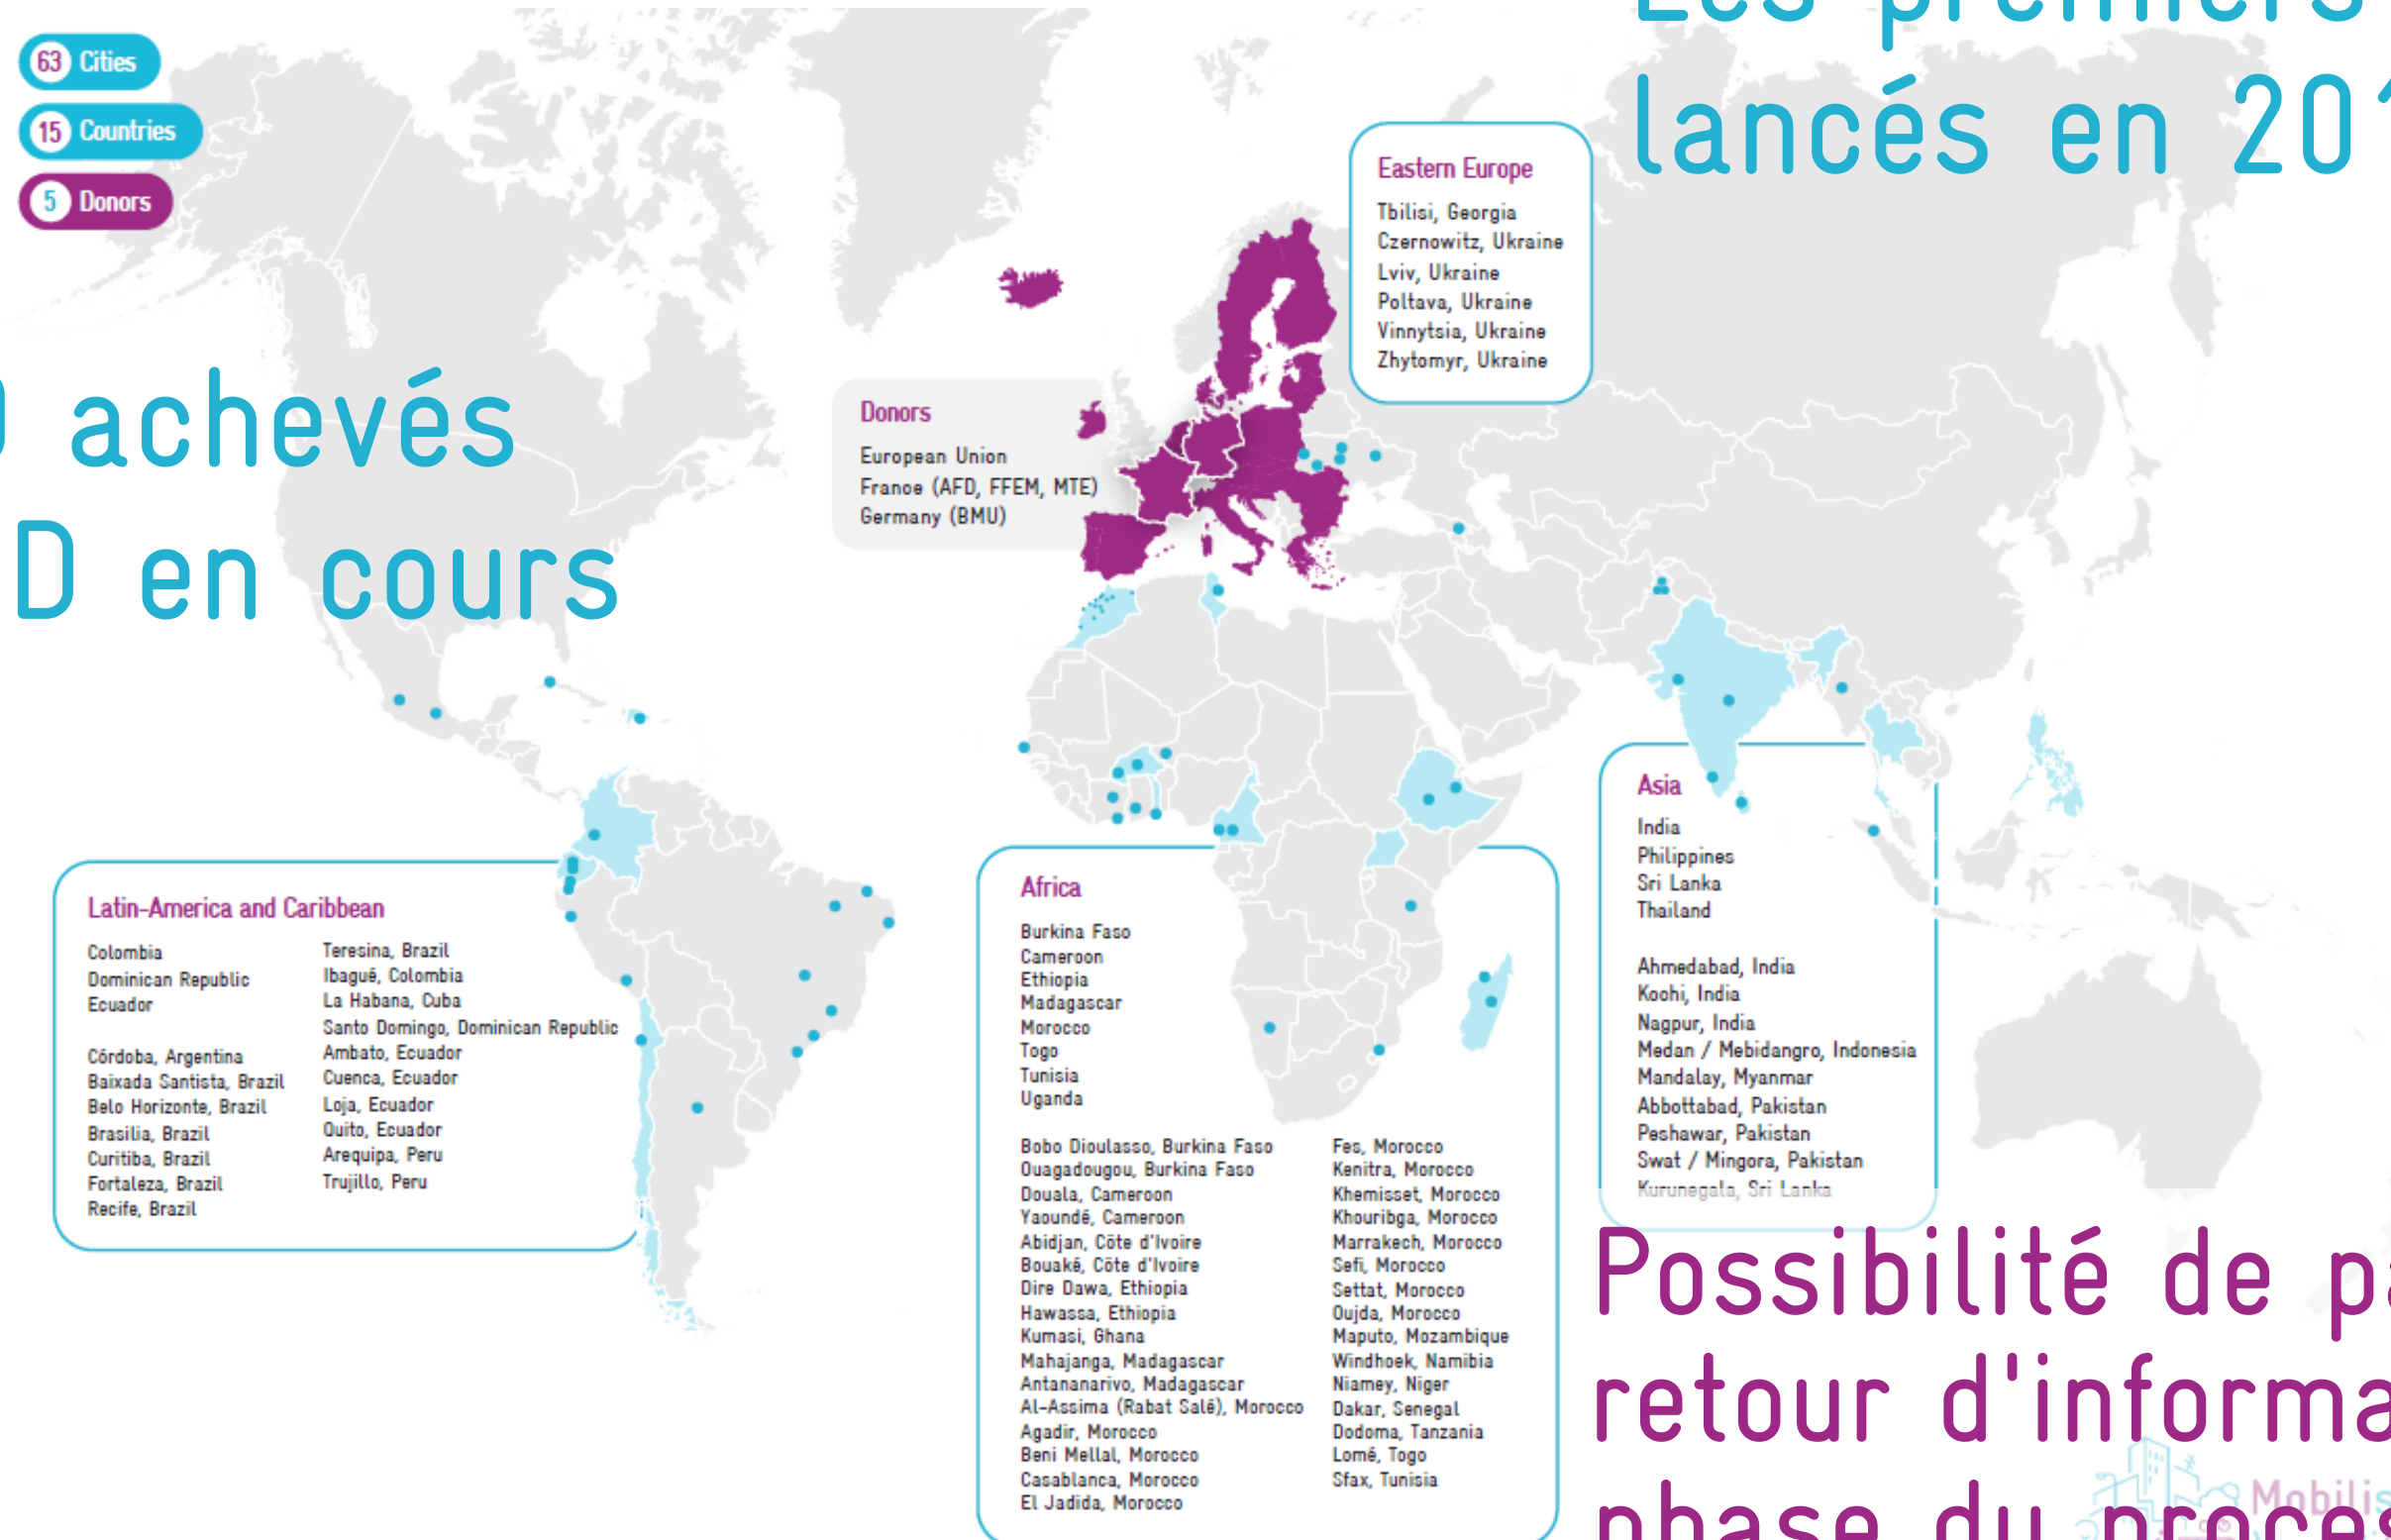 63 Cities
15 Countries
5 Donors
lancés en 20
achevés
D en cours
Eastern Europe
Tbilisi, Georgia
Czernowitz, Ukraine
Lviv, Ukraine
Poltava, Ukraine
Vinnytsia, Ukraine
Zhytomyr, Ukraine
Donors
European Union
France (AFD, FFEM, MTE)
Germany (BMU)
Latin-America and Caribbean
Colombia
Dominican Republic
Ecuador
Córdoba, Argentina
Baixada Santista, Brazil
Belo Horizonte, Brazil
Brasilia, Brazil
Curitiba, Brazil
Fortaleza, Brazil
Recife, Brazil
Teresina, Brazil
Ibagué, Colombia
La Habana, Cuba
Santo Domingo, Dominican Republic
Ambato, Ecuador
Cuenca, Ecuador
Loja, Ecuador
Quito, Ecuador
Arequipa, Peru
Trujillo, Peru
Africa
Burkina Faso
Cameroon
Ethiopia
Madagascar
Morocco
Togo
Tunisia
Uganda
Bobo Dioulasso, Burkina Faso
Ouagadougou, Burkina Faso
Douala, Cameroon
Yaoundé, Cameroon
Abidjan, Côte d'Ivoire
Bouaké, Côte d'Ivoire
Dire Dawa, Ethiopia
Hawassa, Ethiopia
Kumasi, Ghana
Mahajanga, Madagascar
Antananarivo, Madagascar
Al-Assima (Rabat Salé), Morocco
Agadir, Morocco
Beni Mellal, Morocco
Casablanca, Morocco
El Jadida, Morocco
Fes, Morocco
Kenitra, Morocco
Khemisset, Morocco
Khouribga, Morocco
Marrakech, Morocco
Sefi, Morocco
Settat, Morocco
Oujda, Morocco
Maputo, Mozambique
Windhoek, Namibia
Niamey, Niger
Dakar, Senegal
Dodoma, Tanzania
Lomé, Togo
Sfax, Tunisia
Asia
India
Philippines
Sri Lanka
Thailand
Ahmedabad, India
Kochi, India
Nagpur, India
Medan / Mebidangro, Indonesia
Mandalay, Myanmar
Abbottabad, Pakistan
Peshawar, Pakistan
Swat / Mingora, Pakistan
Kurunegala, Sri Lanka
Possibilité de pa
retour d'informa
phase du proces
Mobilis